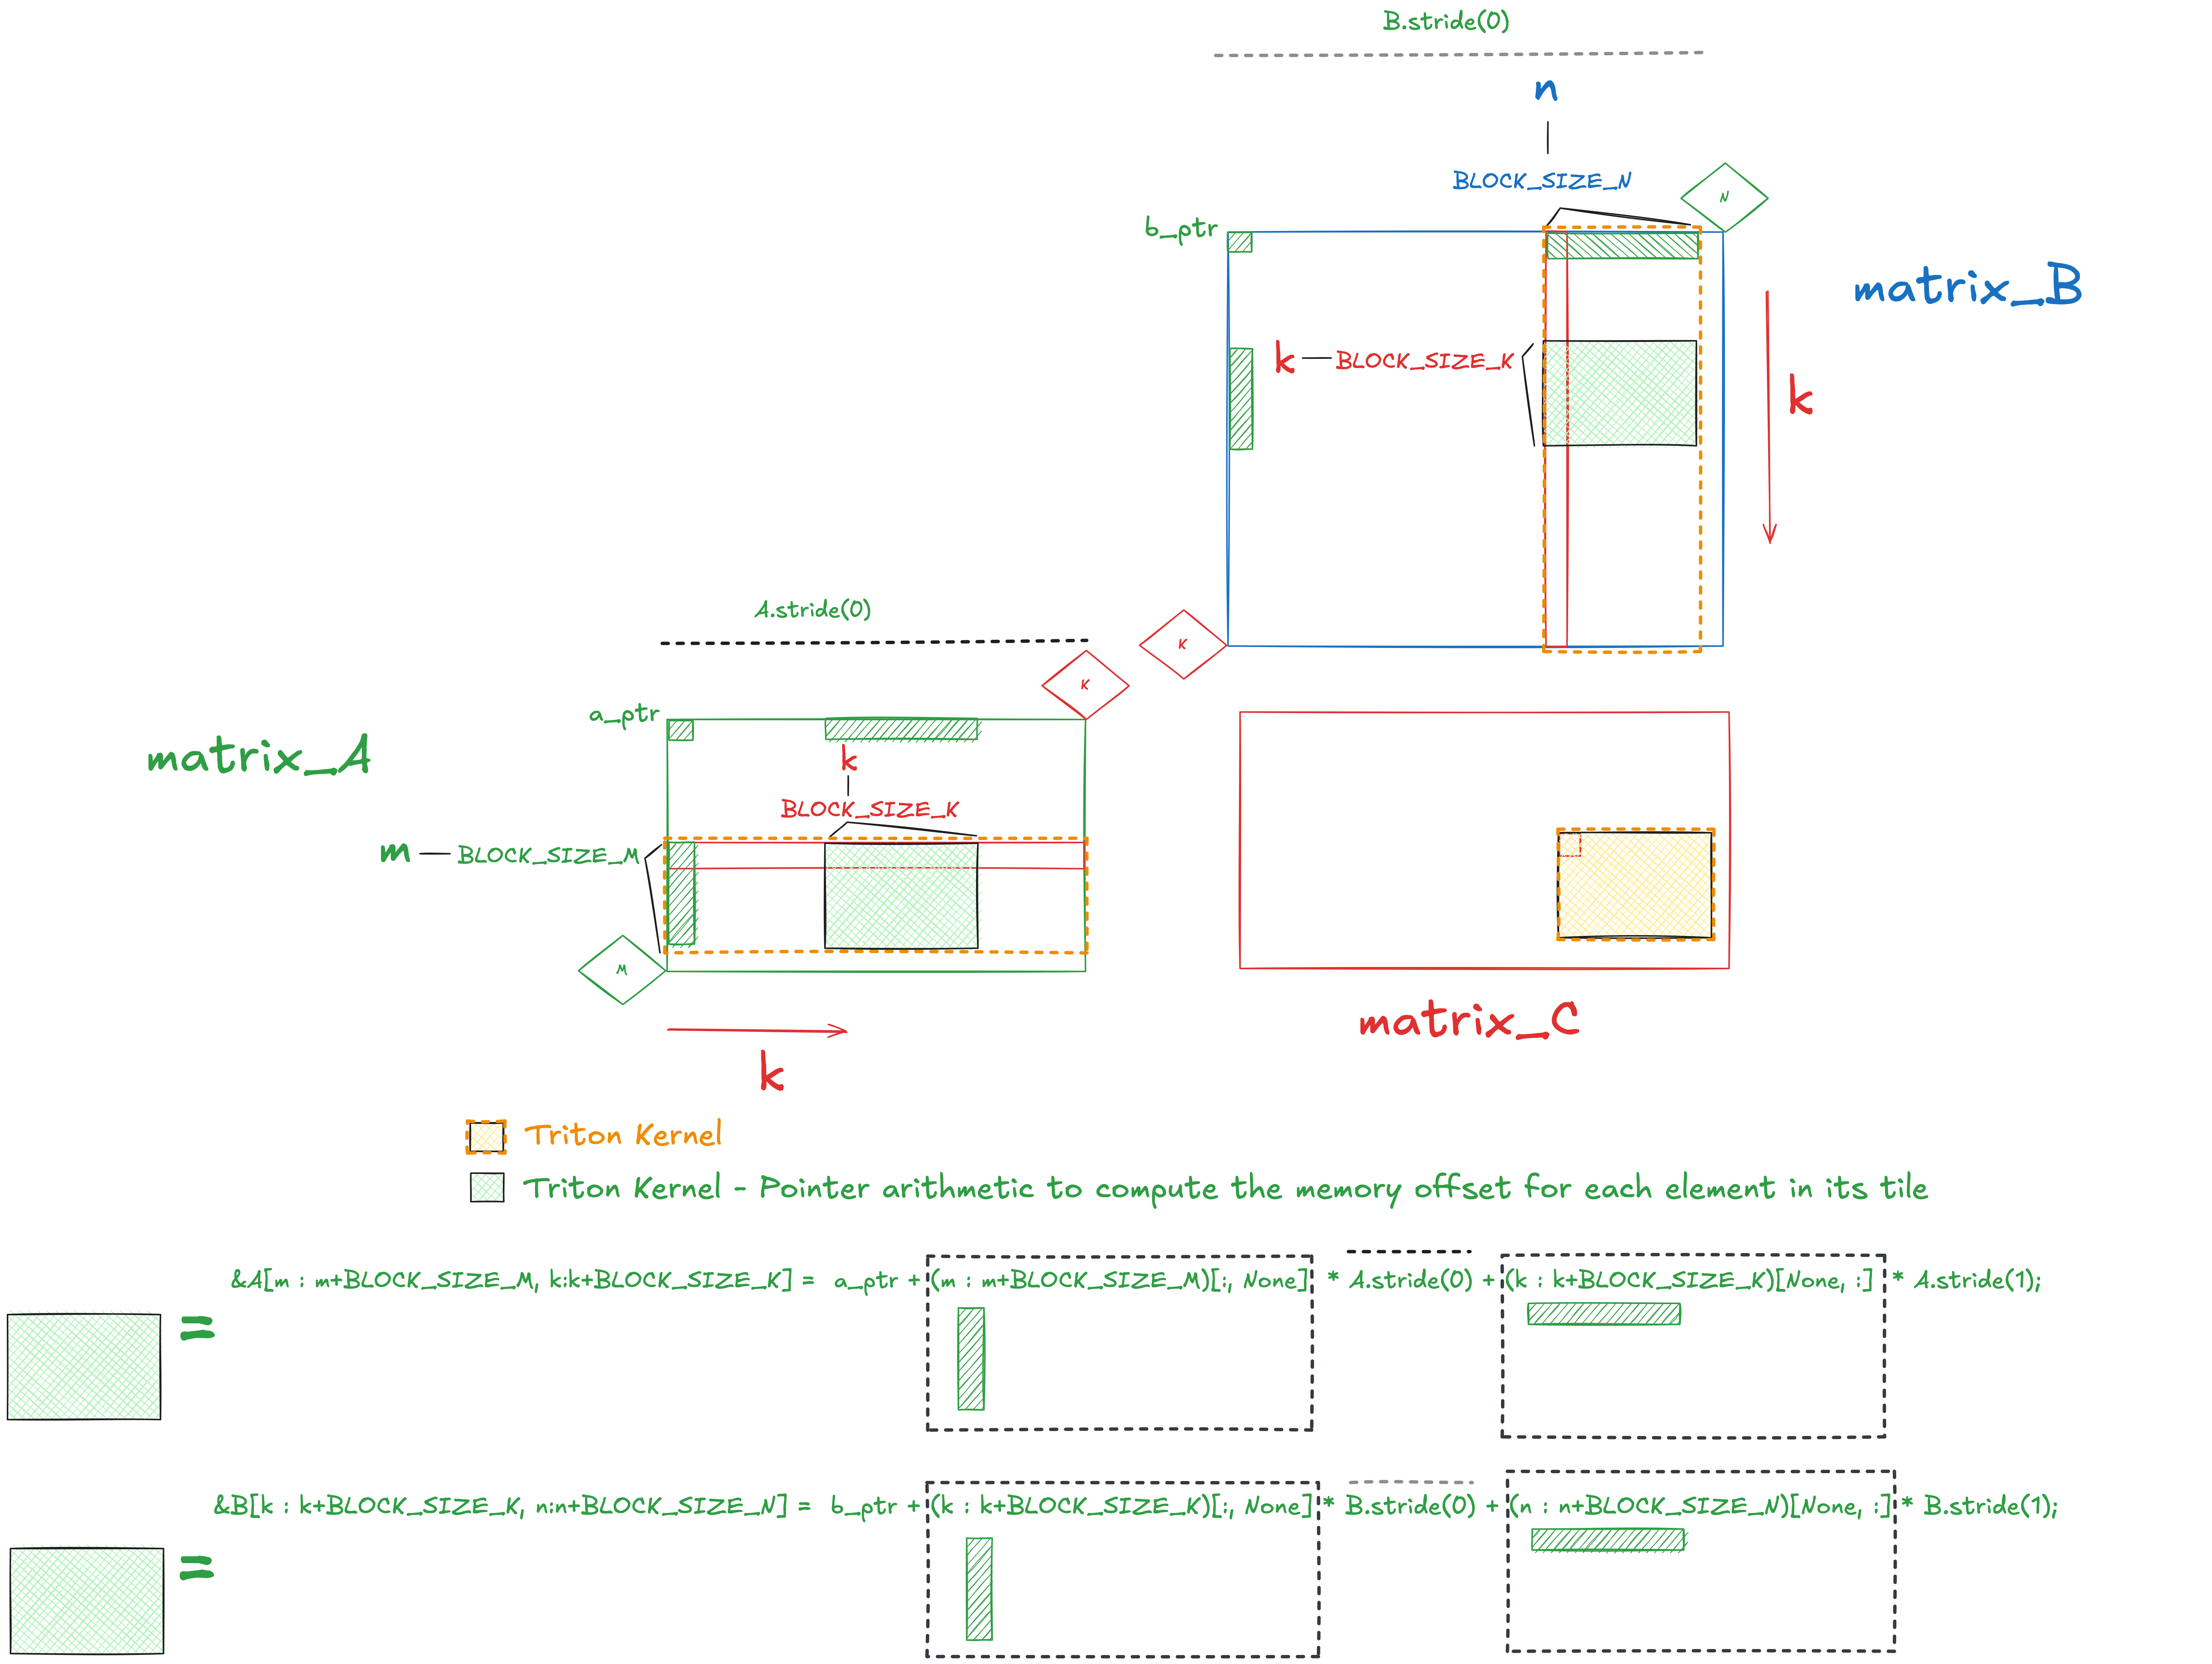 B.stride(0)
n
BLOCK_SIZE_N
N
b_ptr
matrix_B
k
BLOCK_SIZE_K
k
A.stride(0)
K
K
a_ptr
matrix_A
k
BLOCK_SIZE_K
m
BLOCK_SIZE_M
M
matrix_C
k
Triton Kernel
Triton Kernel - Pointer arithmetic to compute the memory offset for each element in its tile
&A[m : m+BLOCK_SIZE_M, k:k+BLOCK_SIZE_K] = a_ptr + (m : m+BLOCK_SIZE_M)[:, None] * A.stride(0) + (k : k+BLOCK_SIZE_K)[None, :] * A.stride(1);
=
&B[k : k+BLOCK_SIZE_K, n:n+BLOCK_SIZE_N] = b_ptr + (k : k+BLOCK_SIZE_K)[:, None] * B.stride(0) + (n : n+BLOCK_SIZE_N)[None, :] * B.stride(1);
=